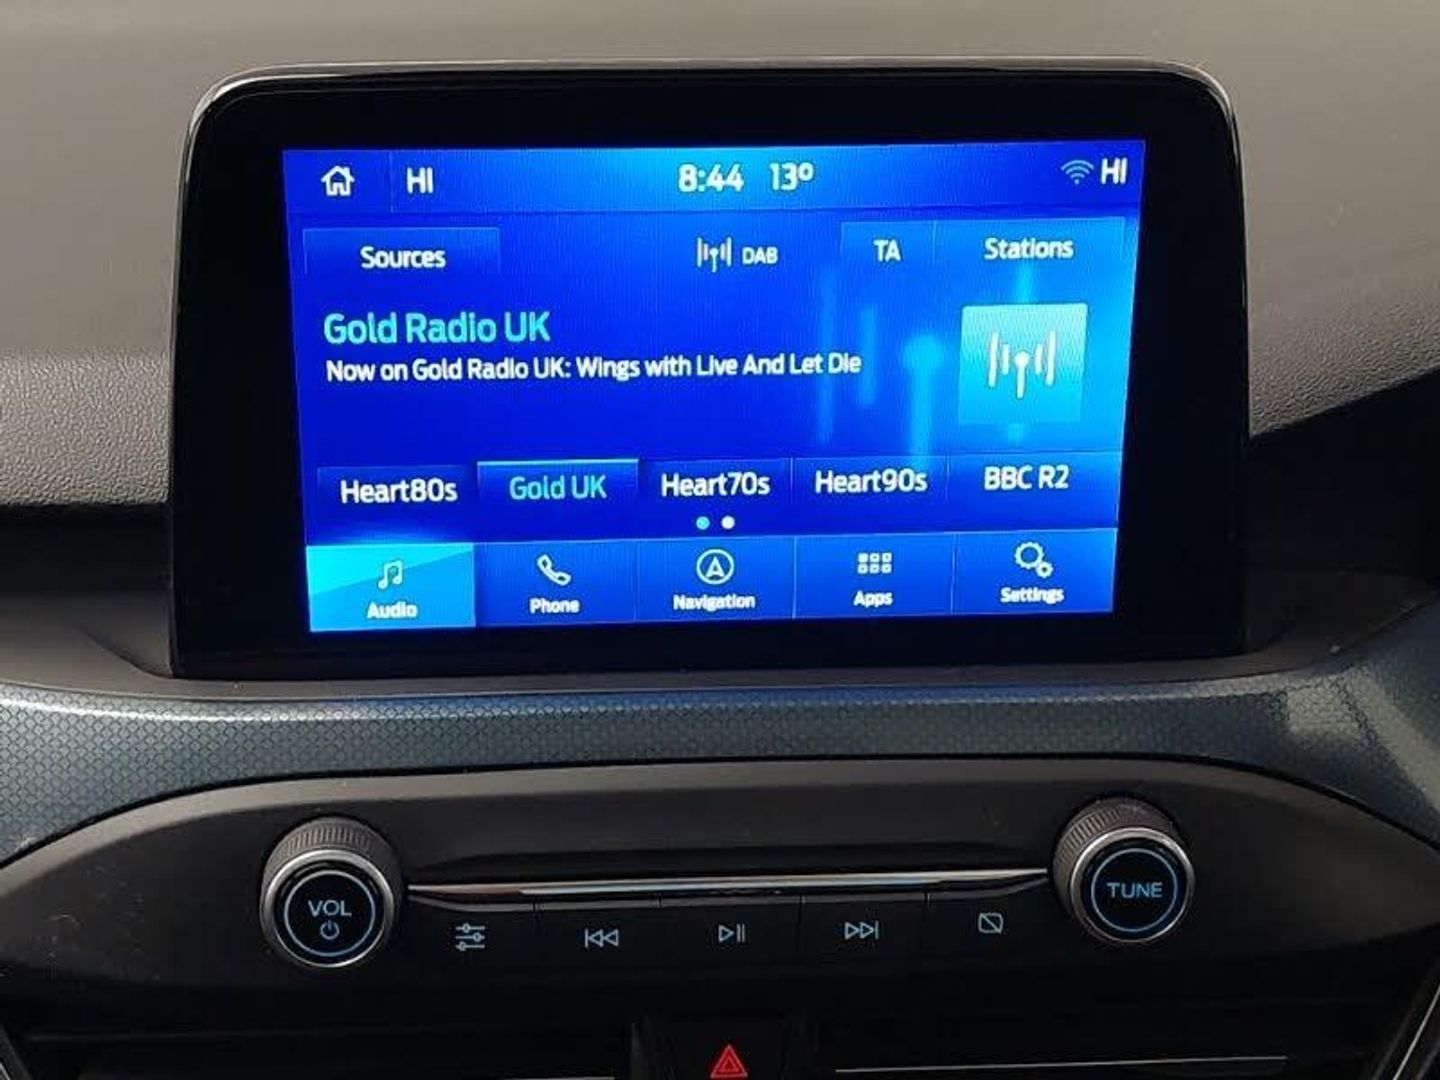 HI 8:44 13° HI
Sources DAB TA Stations
Gold Radio UK
Now on Gold Radio UK: Wings with Live And Let Die
Heart80s Gold UK Heart70s Heart90s BBC R2
Audio Phone Navigation Apps Settings
VOL TUNE